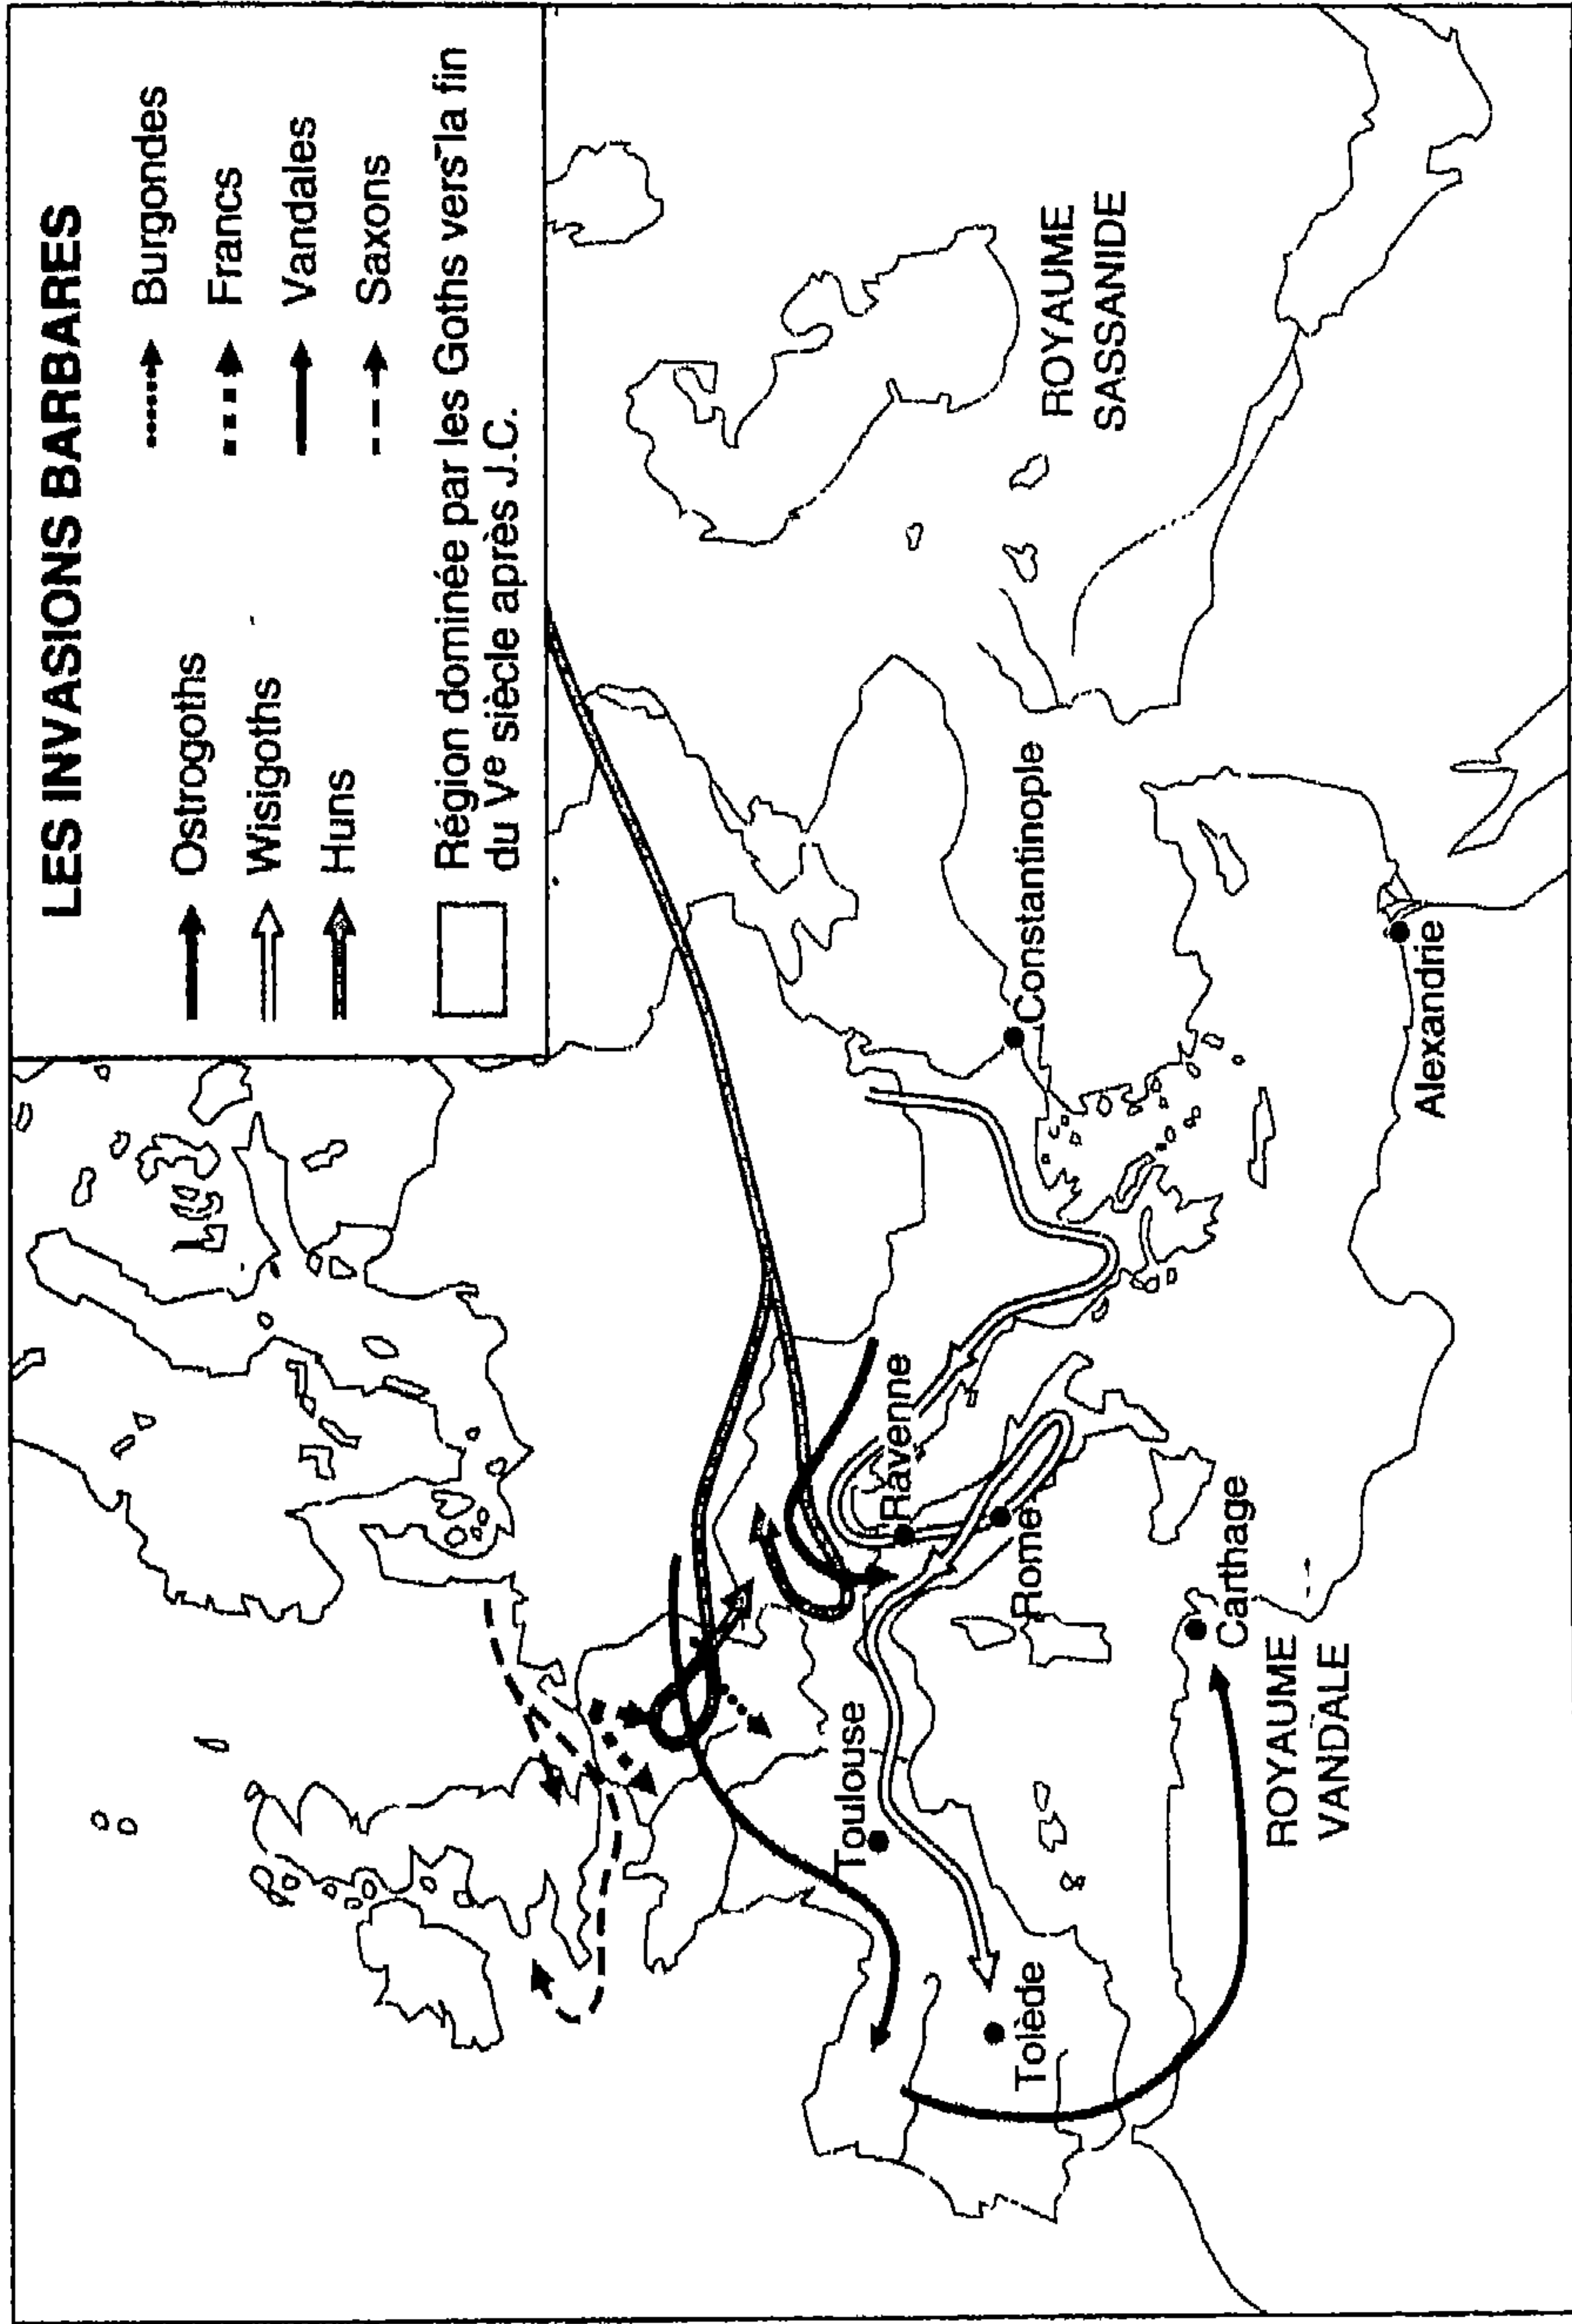 LES INVASIONS BARBARES
Ostrogoths
Wisigoths
Huns
Burgondes
Francs
Vandales
Saxons
Région dominée par les Goths vers la fin
du Ve siècle après J.C.
Ravenne
Rome
Toulouse
Tolède
Carthage
ROYAUME
VANDALE
Constantinople
Alexandrie
ROYAUME
SASSANIDE